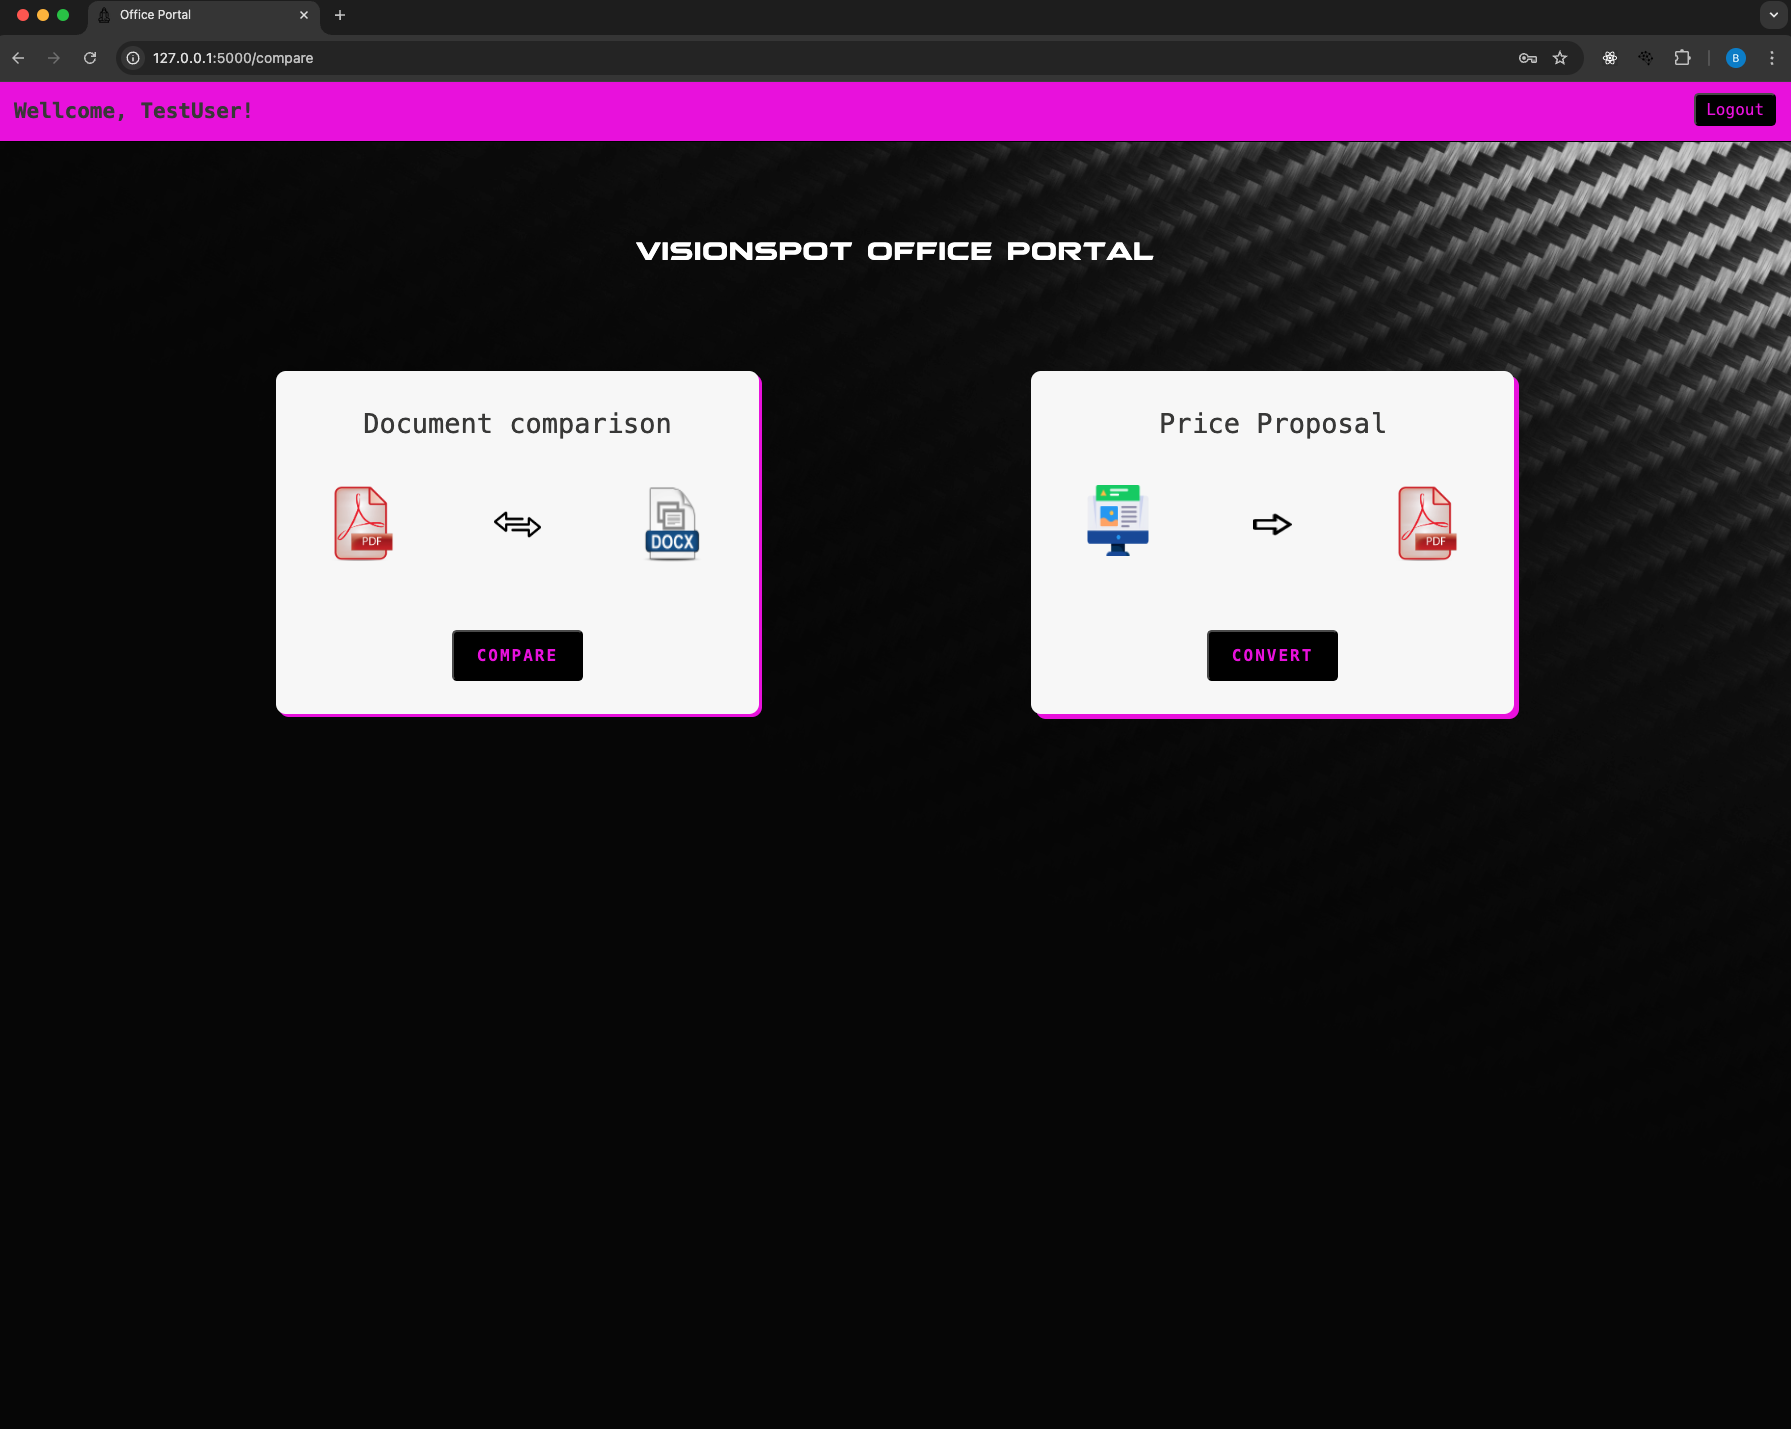 Office Portal
127.0.0.1:5000/compare
B
Wellcome, TestUser!
Logout
VISIONSPOT OFFICE PORTAL
Document comparison
PDF
DOCX
COMPARE
Price Proposal
PDF
CONVERT